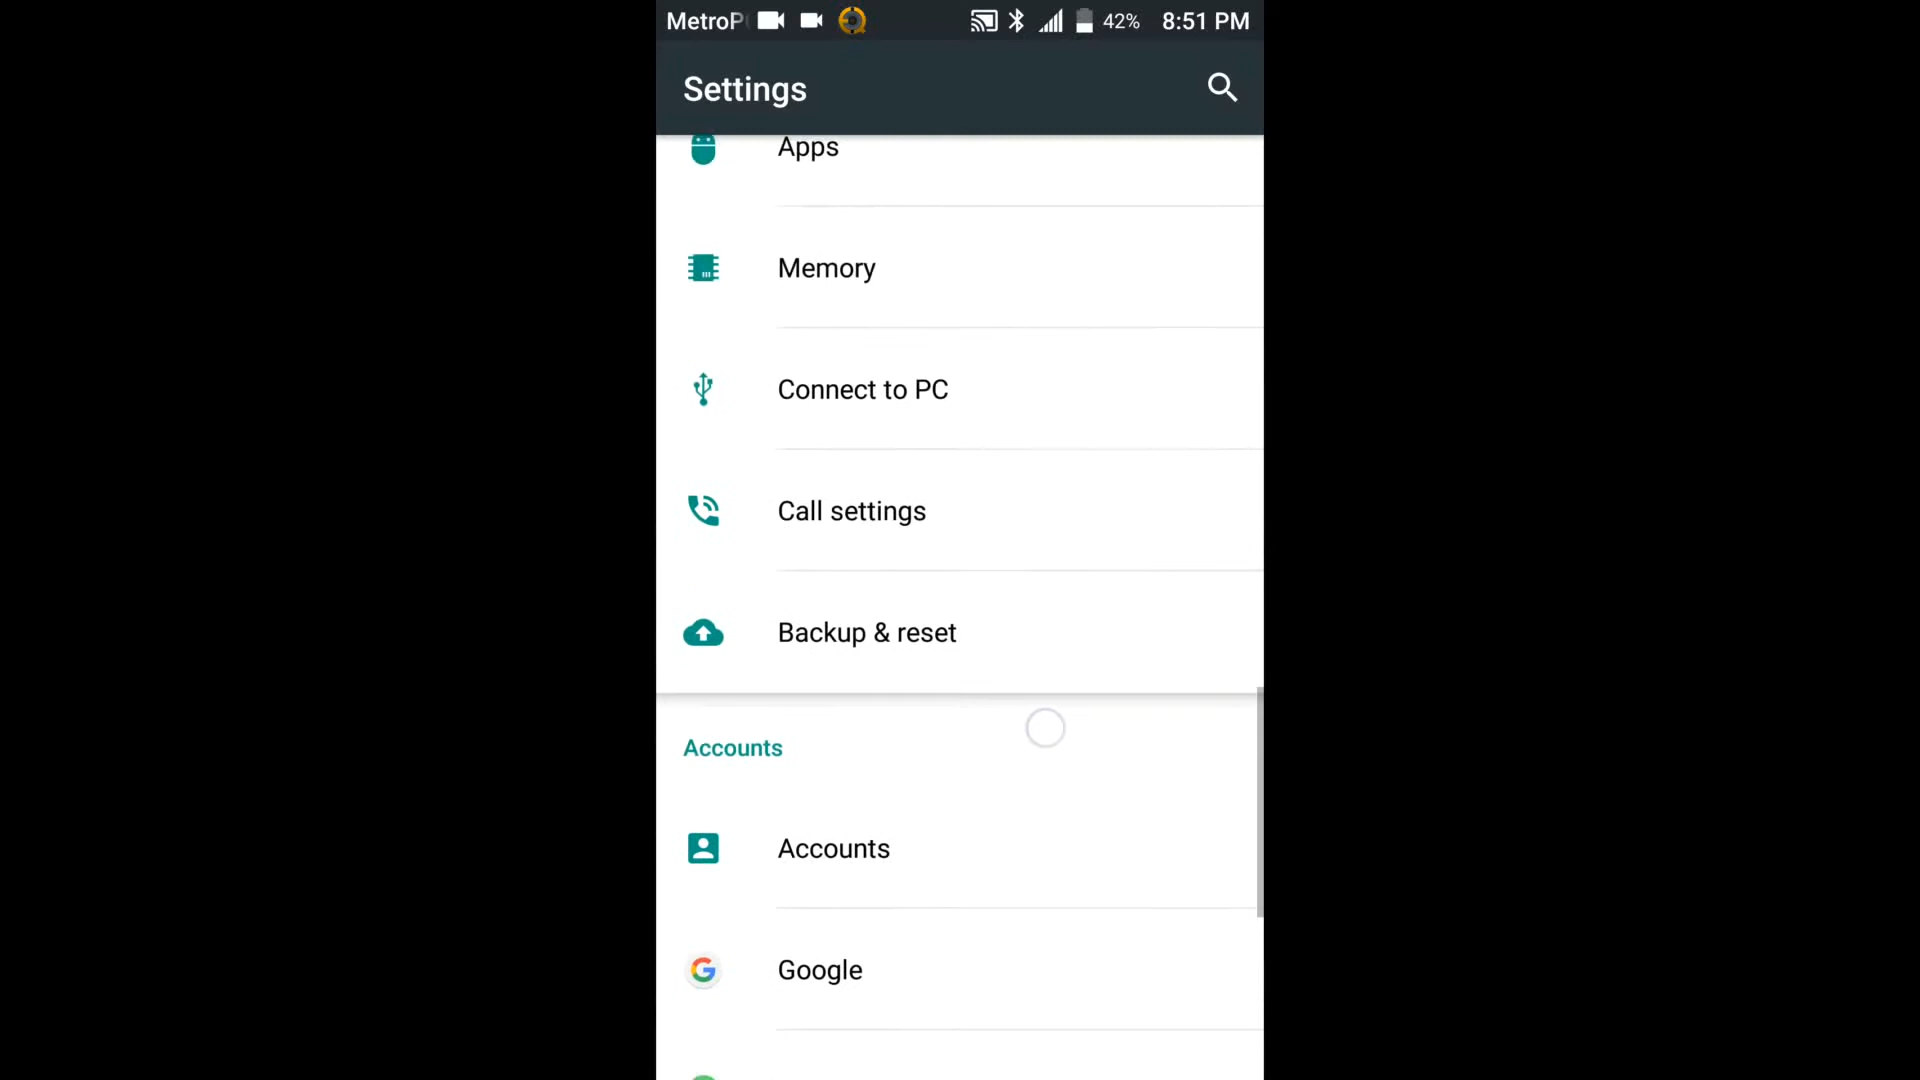 MetroP 42% 8:51 PM
Settings
Apps
Memory
Connect to PC
Call settings
Backup & reset
Accounts
Accounts
Google